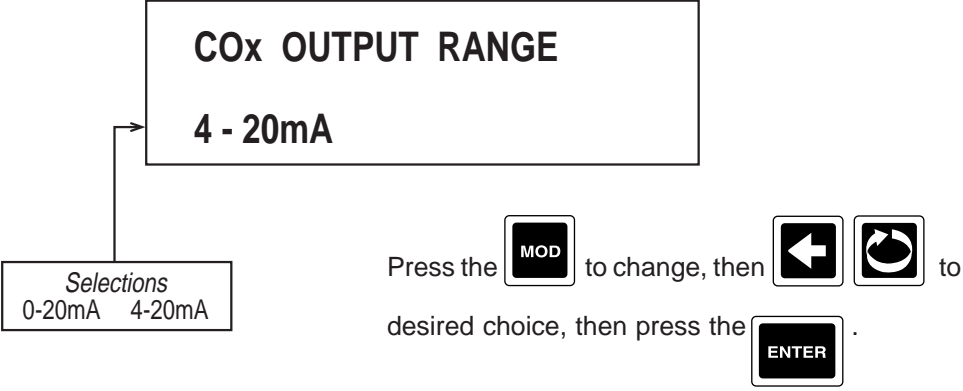 COx OUTPUT RANGE
4 - 20mA
Selections
0-20mA 4-20mA
Press the MOD to change, then to
desired choice, then press the ENTER .